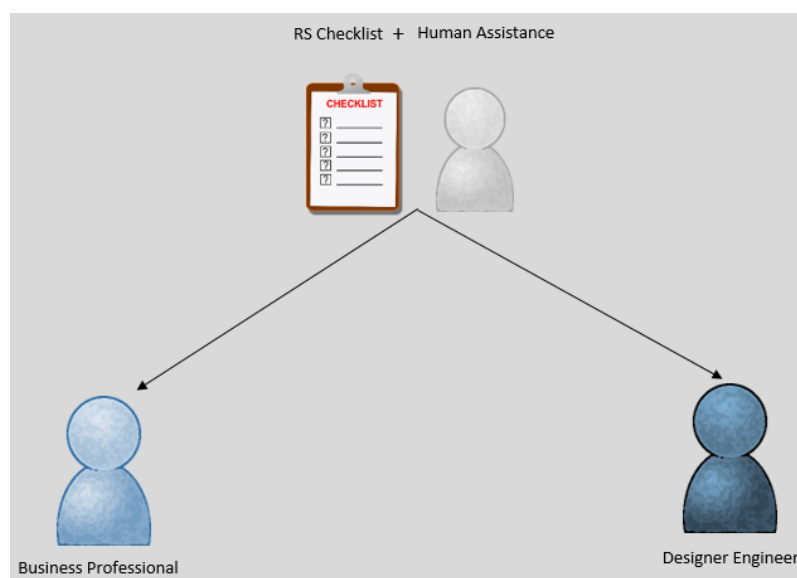 RS Checklist + Human Assistance
CHECKLIST
?
?
?
?
?
Business Professional
Designer Engineer